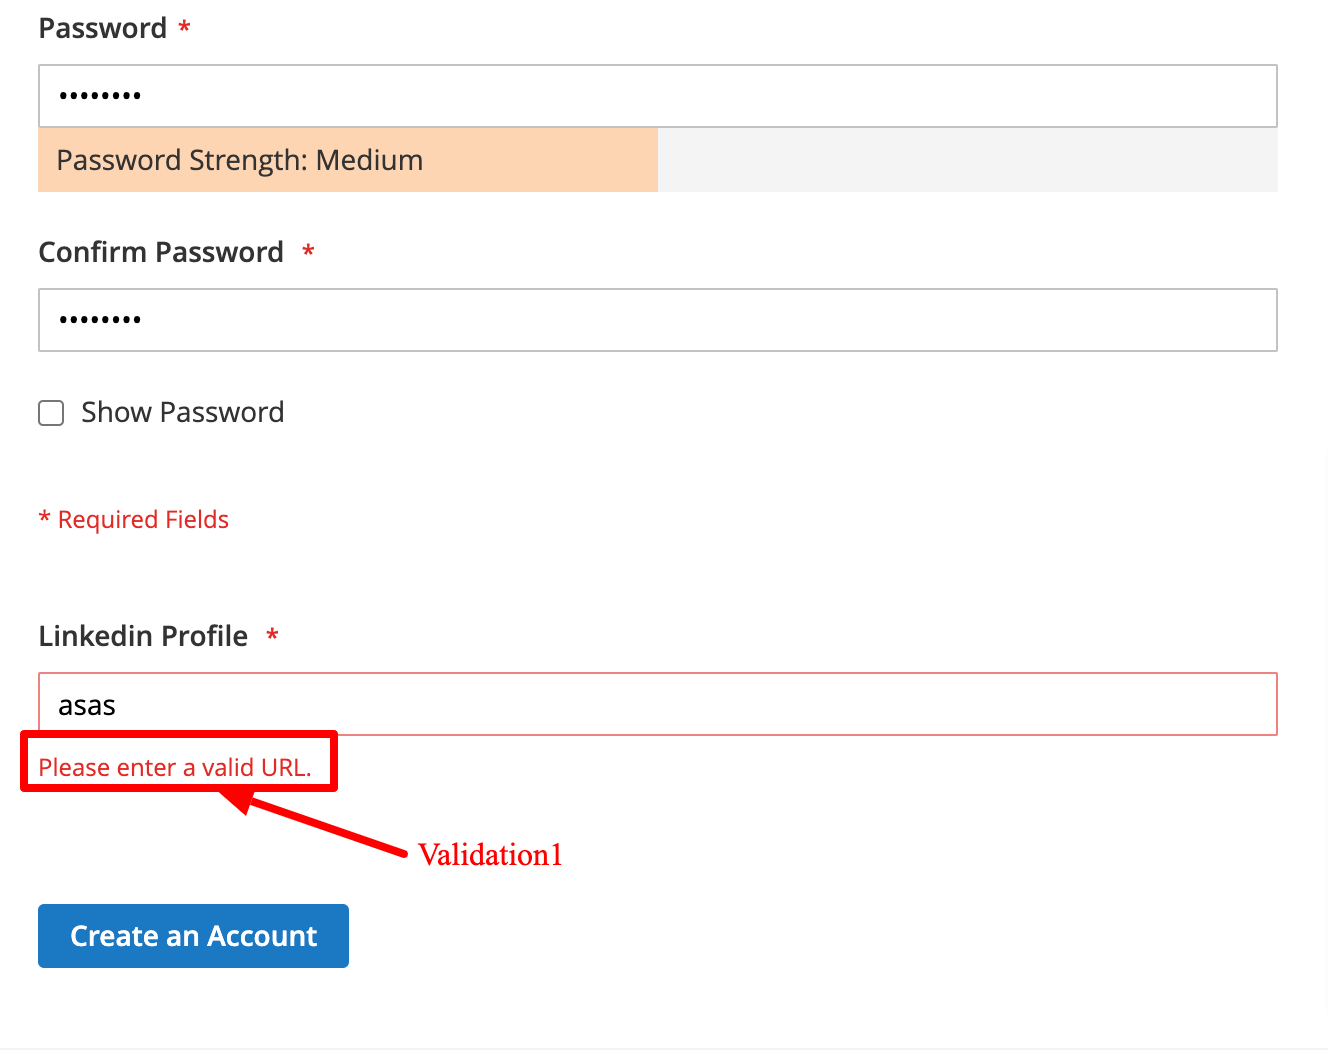 Password *
••••••••
Password Strength: Medium
Confirm Password *
••••••••
Show Password
* Required Fields
Linkedin Profile *
asas
Please enter a valid URL.
Validation1
Create an Account